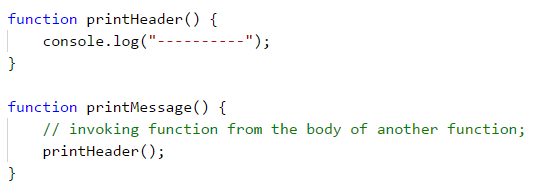 function printHeader() {
    console.log("----------");
}

function printMessage() {
    // invoking function from the body of another function;
    printHeader();
}